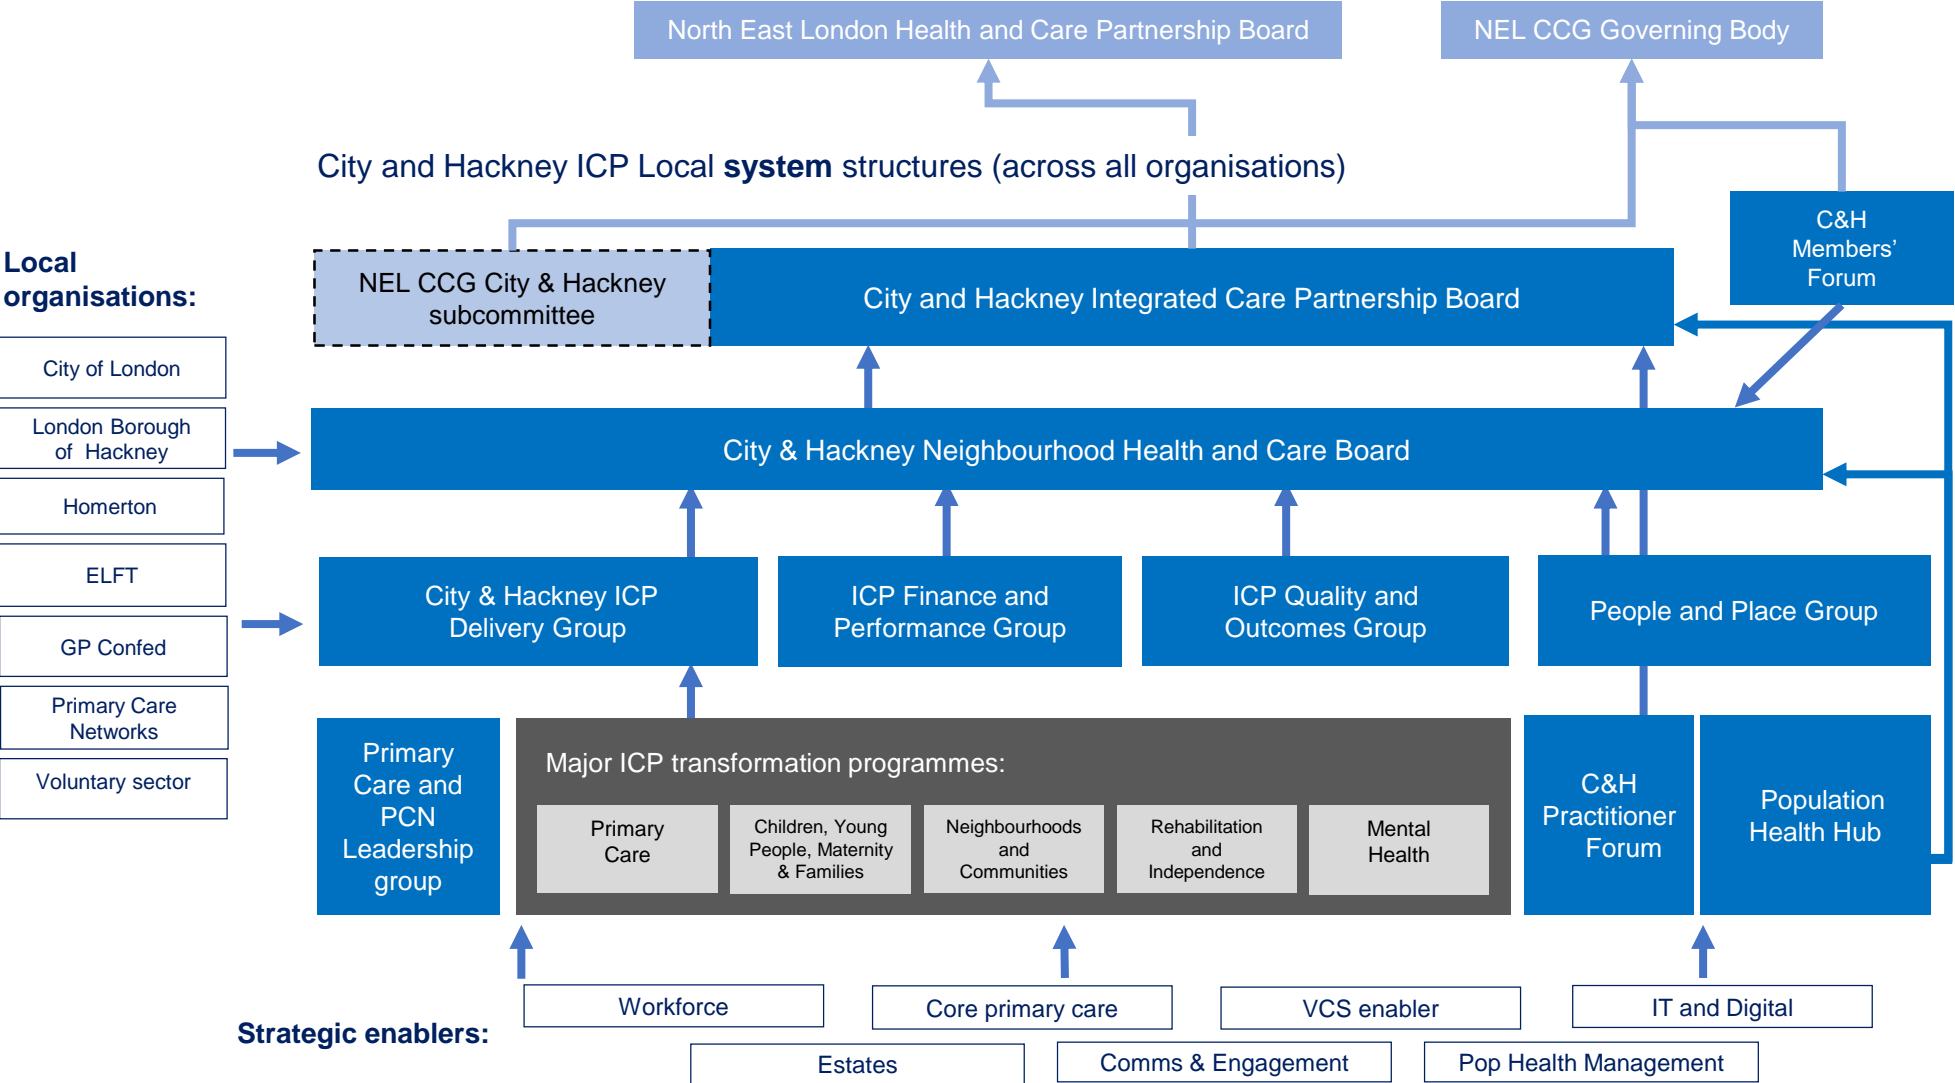 North East London Health and Care Partnership Board
NEL CCG Governing Body
City and Hackney ICP Local system structures (across all organisations)
C&H
Members'
Forum
Local
organisations:
NEL CCG City & Hackney
subcommittee
City and Hackney Integrated Care Partnership Board
City of London
London Borough
of Hackney
Homerton
ELFT
GP Confed
Primary Care
Networks
Voluntary sector
City & Hackney Neighbourhood Health and Care Board
City & Hackney ICP
Delivery Group
ICP Finance and
Performance Group
ICP Quality and
Outcomes Group
People and Place Group
Primary
Care and
PCN
Leadership
group
Major ICP transformation programmes:
Primary
Care
Children, Young
People, Maternity
& Families
Neighbourhoods
and
Communities
Rehabilitation
and
Independence
Mental
Health
C&H
Practitioner
Forum
Population
Health Hub
Strategic enablers:
Workforce
Core primary care
VCS enabler
IT and Digital
Estates
Comms & Engagement
Pop Health Management